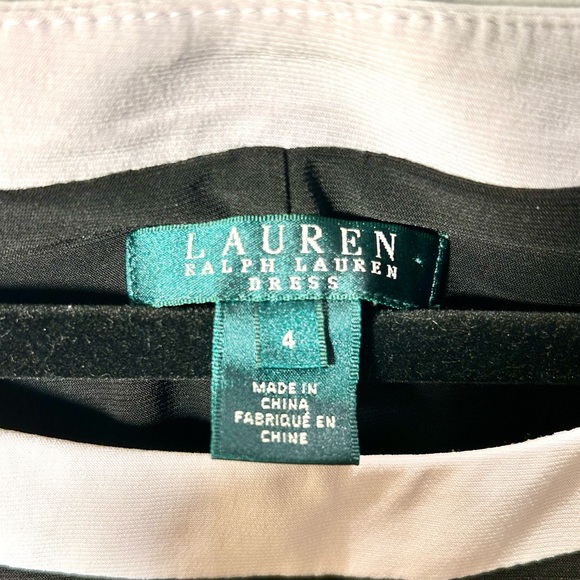 LAUREN
RALPH LAUREN
DRESS
4
MADE IN
CHINA
FABRIQUÉ EN
CHINE